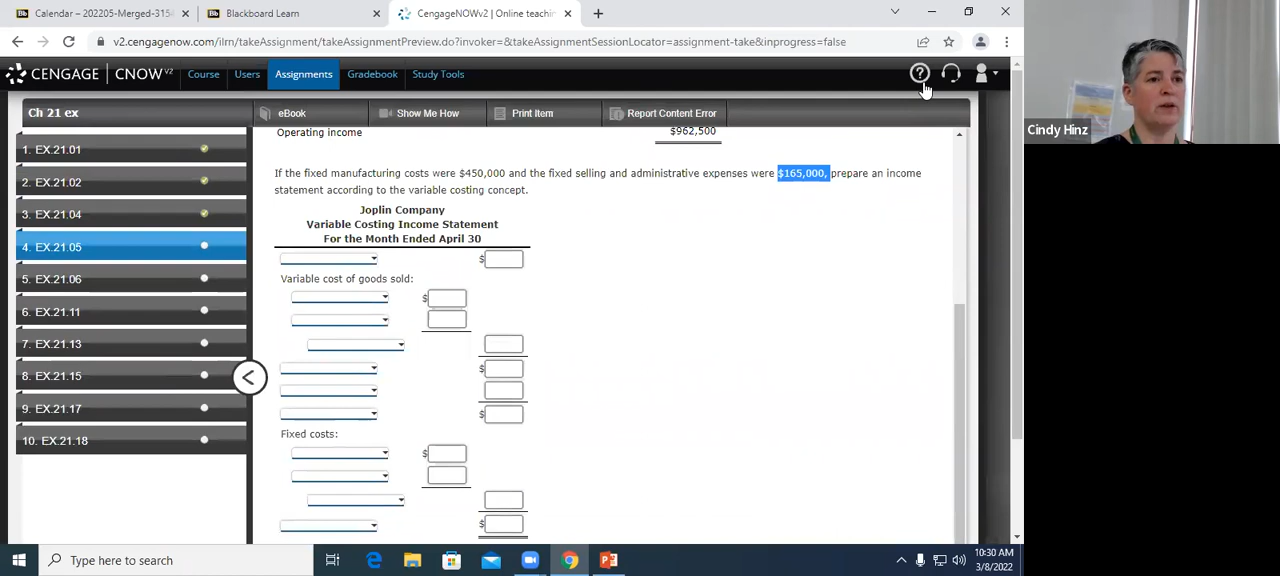 Calendar – 202205-Merged-315
Blackboard Learn
CengageNOWv2 | Online teachin
v2.cengagenow.com/ilrn/takeAssignment/takeAssignmentPreview.do?invoker=&takeAssignmentSessionLocator=assignment-take&inprogress=false
CENGAGE CNOWv2
Course Users Assignments Gradebook Study Tools
Cindy Hinz
Ch 21 ex
eBook Show Me How Print Item Report Content Error
1. EX.21.01
2. EX.21.02
3. EX.21.04
4. EX.21.05
5. EX.21.06
6. EX.21.11
7. EX.21.13
8. EX.21.15
9. EX.21.17
10. EX.21.18
Operating income $962,500
If the fixed manufacturing costs were $450,000 and the fixed selling and administrative expenses were $165,000, prepare an income
statement according to the variable costing concept.
Joplin Company
Variable Costing Income Statement
For the Month Ended April 30
$
Variable cost of goods sold:
$
$
$
Fixed costs:
$
$
Type here to search
10:30 AM
3/8/2022